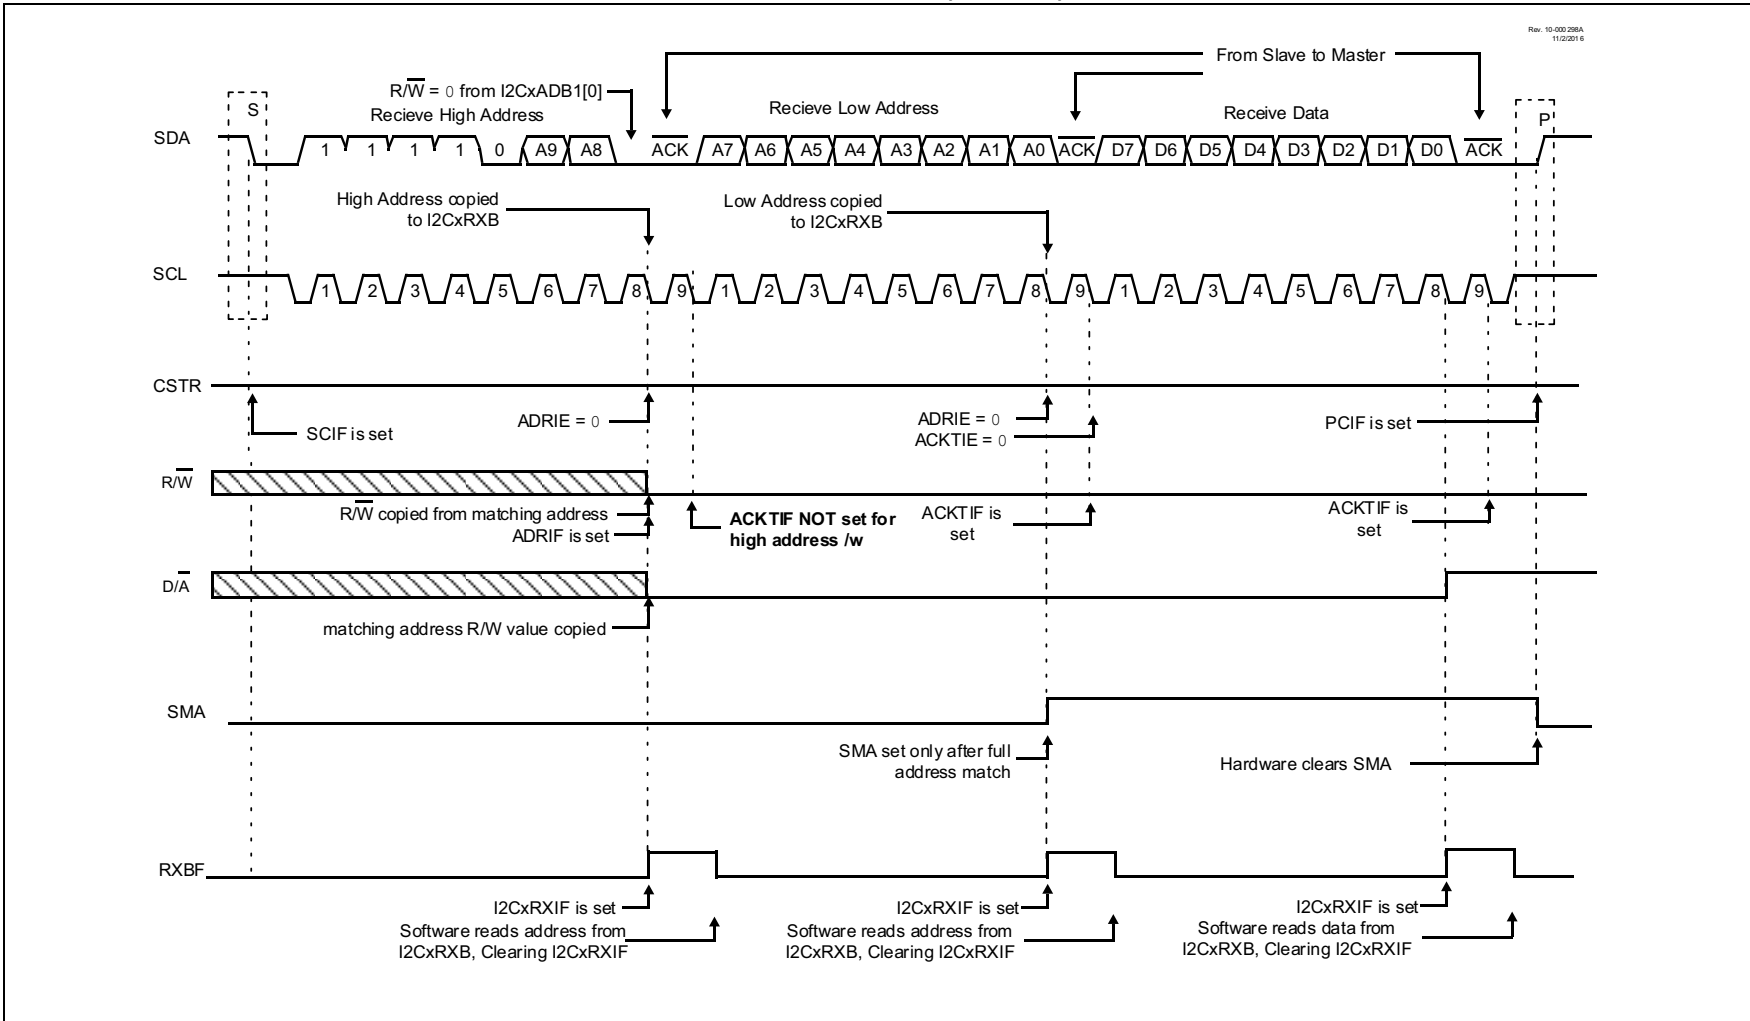 Rev. 10-000 298A
11/2/201 6
From Slave to Master
R/W = 0 from I2CxADB1[0]
Recieve High Address
Recieve Low Address
Receive Data
S
P
SDA
1 1 1 1 0 A9 A8 ACK A7 A6 A5 A4 A3 A2 A1 A0 ACK D7 D6 D5 D4 D3 D2 D1 D0 ACK
High Address copied
to I2CxRXB
Low Address copied
to I2CxRXB
SCL
1 2 3 4 5 6 7 8 9 1 2 3 4 5 6 7 8 9 1 2 3 4 5 6 7 8 9
CSTR
SCIF is set
ADRIE = 0
ADRIE = 0
ACKTIE = 0
PCIF is set
R/W
R/W copied from matching address
ADRIF is set
ACKTIF NOT set for
high address /w
ACKTIF is
set
ACKTIF is
set
D/A
matching address R/W value copied
SMA
SMA set only after full
address match
Hardware clears SMA
RXBF
I2CxRXIF is set
Software reads address from
I2CxRXB, Clearing I2CxRXIF
I2CxRXIF is set
Software reads address from
I2CxRXB, Clearing I2CxRXIF
I2CxRXIF is set
Software reads data from
I2CxRXB, Clearing I2CxRXIF